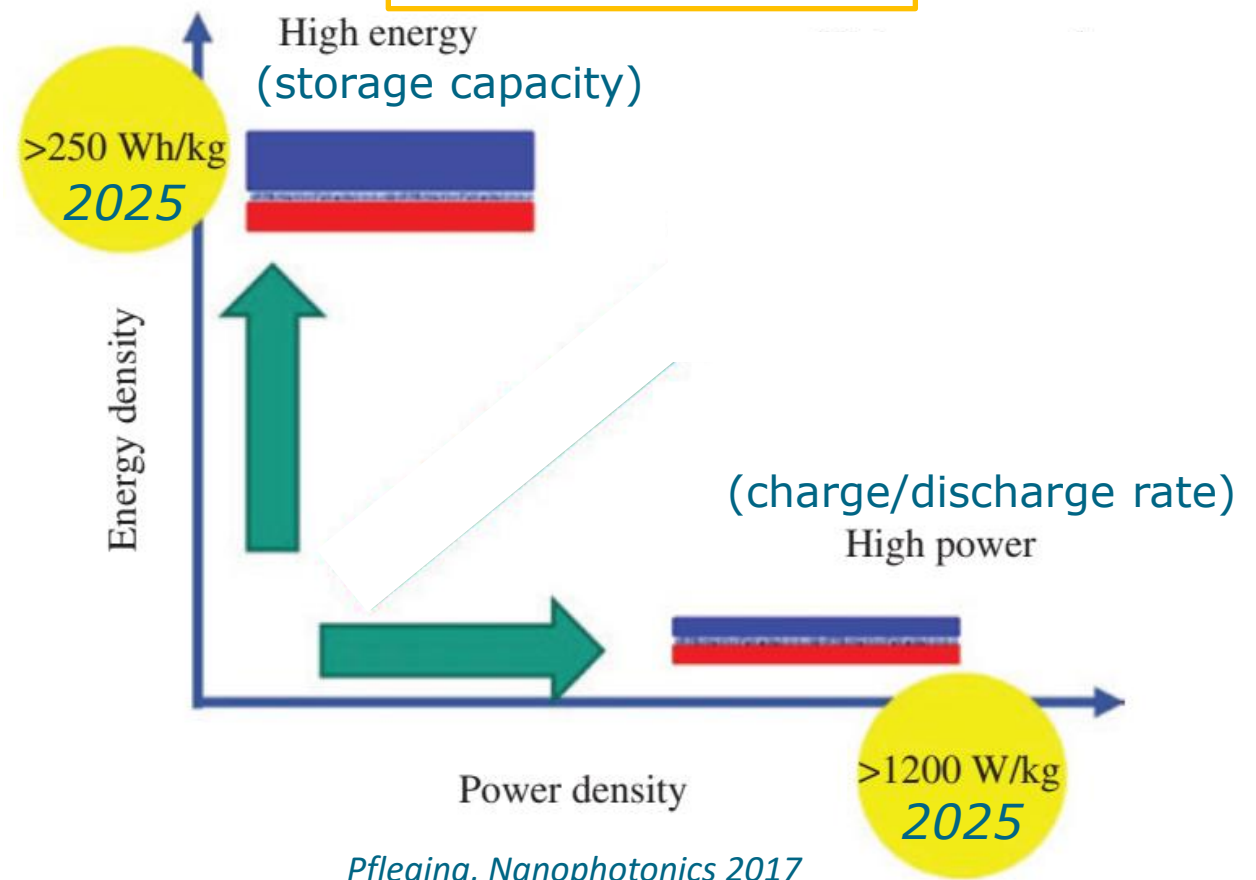 High energy
(storage capacity)
>250 Wh/kg
2025
Energy density
(charge/discharge rate)
High power
>1200 W/kg
2025
Power density
Pfleging, Nanophotonics 2017